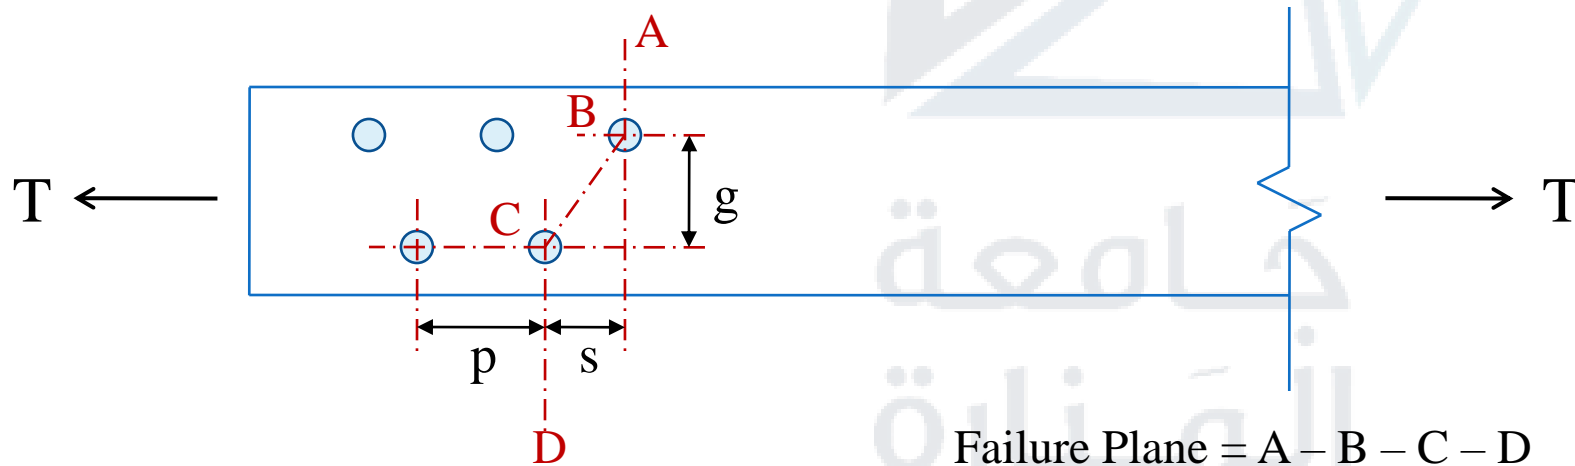 A
B
T
T
g
C
جامعة
p
s
المنارة
D
Failure Plane = A – B – C – D